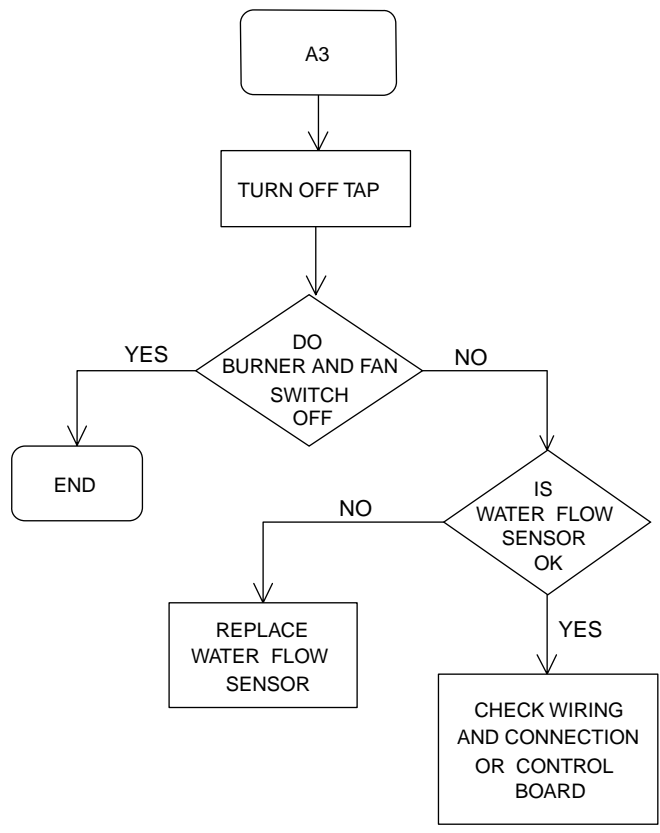 A3
TURN OFF TAP
DO
BURNER AND FAN
SWITCH
OFF
YES
NO
END
IS
WATER FLOW
SENSOR
OK
NO
YES
REPLACE
WATER FLOW
SENSOR
CHECK WIRING
AND CONNECTION
OR CONTROL
BOARD